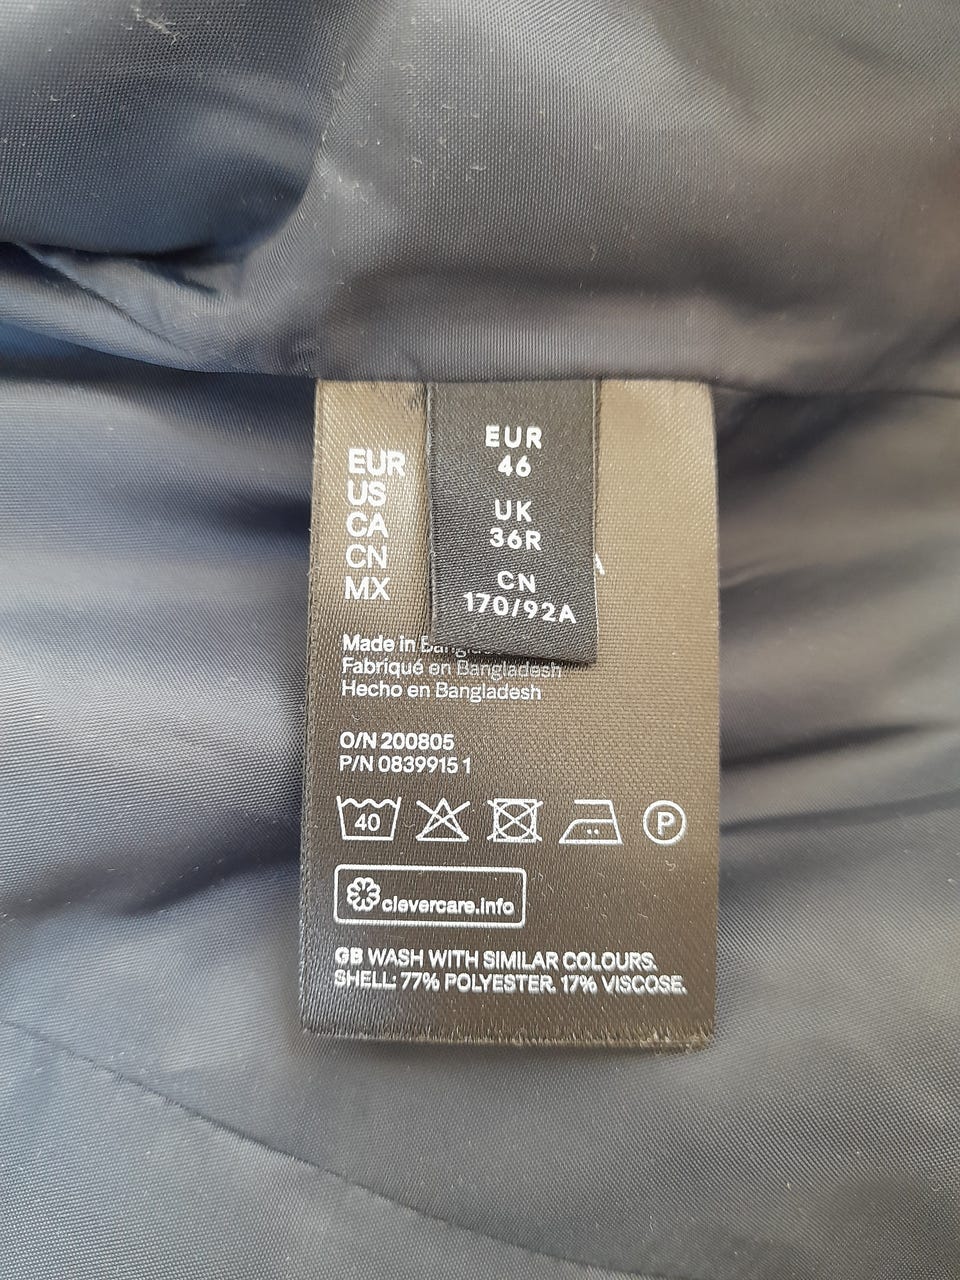 EUR
46
UK
36R
CN
170/92A
EUR
US
CA
CN
MX
Made in
Fabriqué en Bangladesh
Hecho en Bangladesh
O/N 200805
P/N 0839915 1
40
P
clevercare.info
GB WASH WITH SIMILAR COLOURS.
SHELL: 77% POLYESTER. 17% VISCOSE.